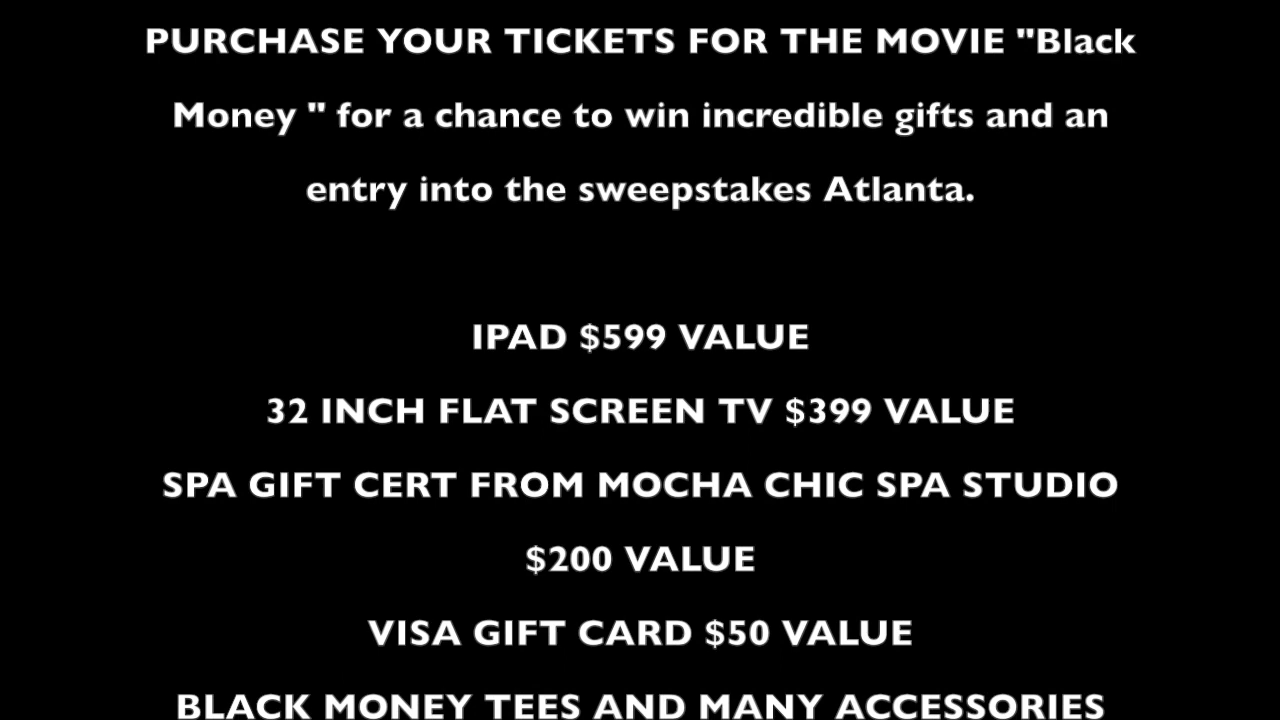 PURCHASE YOUR TICKETS FOR THE MOVIE "Black
Money " for a chance to win incredible gifts and an
entry into the sweepstakes Atlanta.
IPAD $599 VALUE
32 INCH FLAT SCREEN TV $399 VALUE
SPA GIFT CERT FROM MOCHA CHIC SPA STUDIO
$200 VALUE
VISA GIFT CARD $50 VALUE
BLACK MONEY TEES AND MANY ACCESSORIES